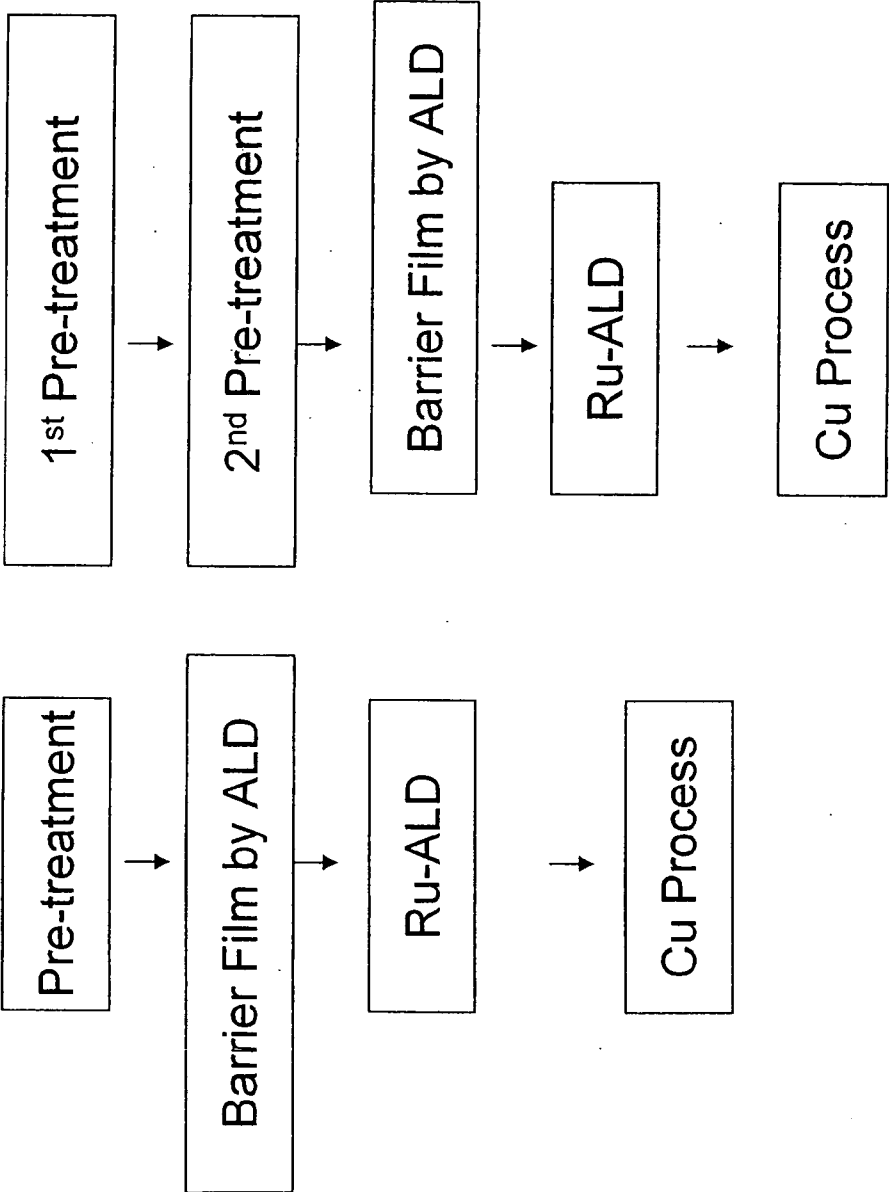 Pre-treatment
Barrier Film by ALD
Ru-ALD
Cu Process
1st Pre-treatment
2nd Pre-treatment
Barrier Film by ALD
Ru-ALD
Cu Process